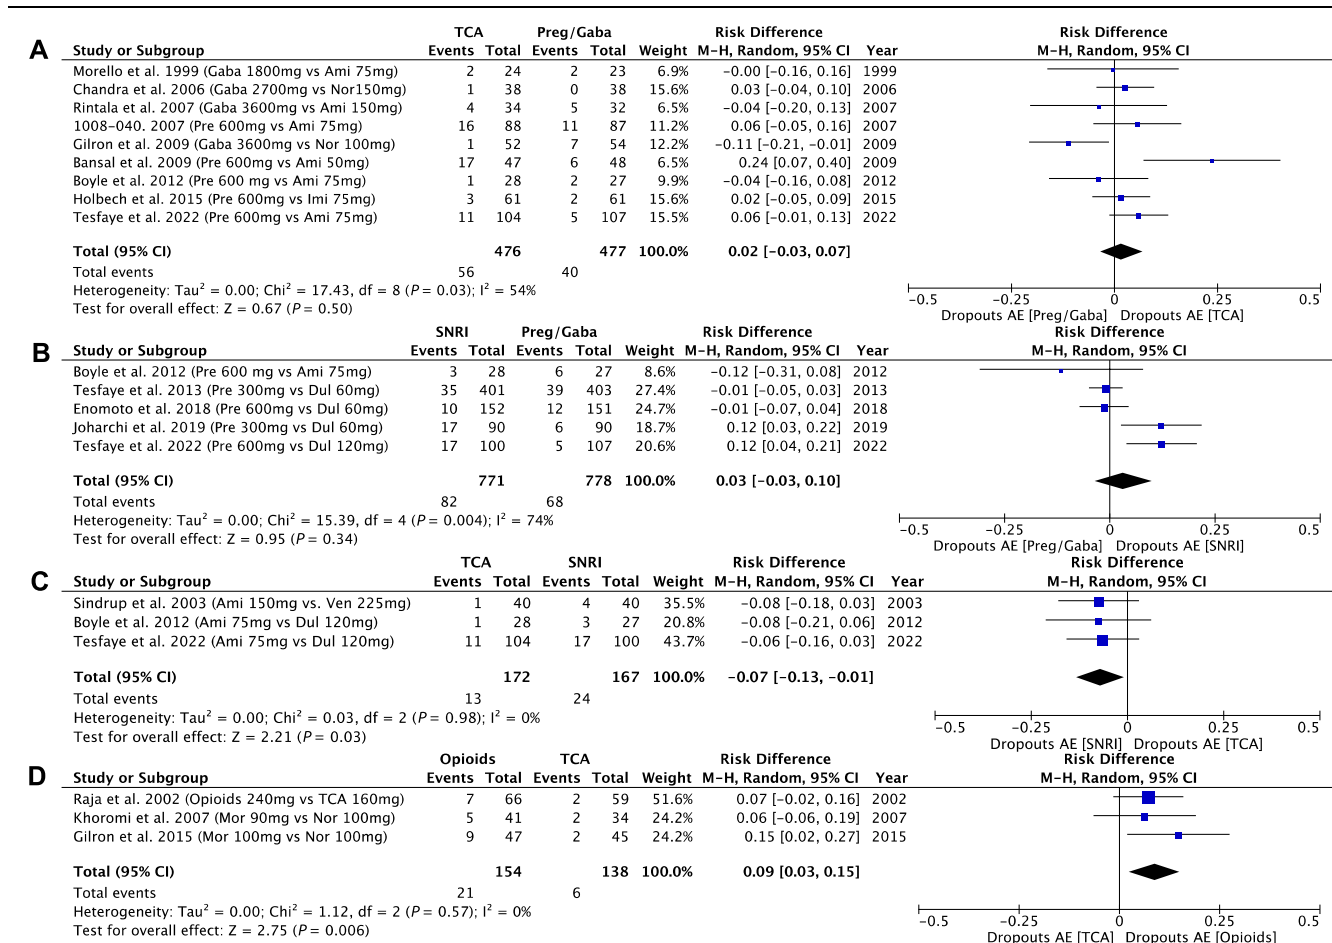 A
TCA Preg/Gaba Risk Difference Risk Difference
Study or Subgroup Events Total Events Total Weight M-H, Random, 95% CI Year M-H, Random, 95% CI
Morello et al. 1999 (Gaba 1800mg vs Ami 75mg) 2 24 2 23 6.9% -0.00 [-0.16, 0.16] 1999
Chandra et al. 2006 (Gaba 2700mg vs Nor150mg) 1 38 0 38 15.6% 0.03 [-0.04, 0.10] 2006
Rintala et al. 2007 (Gaba 3600mg vs Ami 150mg) 4 34 5 32 6.5% -0.04 [-0.20, 0.13] 2007
1008-040. 2007 (Pre 600mg vs Ami 75mg) 16 88 11 87 11.2% 0.06 [-0.05, 0.16] 2007
Gilron et al. 2009 (Gaba 3600mg vs Nor 100mg) 1 52 7 54 12.2% -0.11 [-0.21, -0.01] 2009
Bansal et al. 2009 (Pre 600mg vs Ami 50mg) 17 47 6 48 6.5% 0.24 [0.07, 0.40] 2009
Boyle et al. 2012 (Pre 600 mg vs Ami 75mg) 1 28 2 27 9.9% -0.04 [-0.16, 0.08] 2012
Holbech et al. 2015 (Pre 600mg vs Imi 75mg) 3 61 2 61 15.6% 0.02 [-0.05, 0.09] 2015
Tesfaye et al. 2022 (Pre 600mg vs Ami 75mg) 11 104 5 107 15.5% 0.06 [-0.01, 0.13] 2022
Total (95% CI) 476 477 100.0% 0.02 [-0.03, 0.07]
Total events 56 40
Heterogeneity: Tau² = 0.00; Chi² = 17.43, df = 8 (P = 0.03); I² = 54%
Test for overall effect: Z = 0.67 (P = 0.50)
-0.5 -0.25 0 0.25 0.5
Dropouts AE [Preg/Gaba] Dropouts AE [TCA]
B
SNRI Preg/Gaba Risk Difference Risk Difference
Study or Subgroup Events Total Events Total Weight M-H, Random, 95% CI Year M-H, Random, 95% CI
Boyle et al. 2012 (Pre 600 mg vs Ami 75mg) 3 28 6 27 8.6% -0.12 [-0.31, 0.08] 2012
Tesfaye et al. 2013 (Pre 300mg vs Dul 60mg) 35 401 39 403 27.4% -0.01 [-0.05, 0.03] 2013
Enomoto et al. 2018 (Pre 600mg vs Dul 60mg) 10 152 12 151 24.7% -0.01 [-0.07, 0.04] 2018
Joharchi et al. 2019 (Pre 300mg vs Dul 60mg) 17 90 6 90 18.7% 0.12 [0.03, 0.22] 2019
Tesfaye et al. 2022 (Pre 600mg vs Dul 120mg) 17 100 5 107 20.6% 0.12 [0.04, 0.21] 2022
Total (95% CI) 771 778 100.0% 0.03 [-0.03, 0.10]
Total events 82 68
Heterogeneity: Tau² = 0.00; Chi² = 15.39, df = 4 (P = 0.004); I² = 74%
Test for overall effect: Z = 0.95 (P = 0.34)
-0.5 -0.25 0 0.25 0.5
Dropouts AE [Preg/Gaba] Dropouts AE [SNRI]
C
TCA SNRI Risk Difference Risk Difference
Study or Subgroup Events Total Events Total Weight M-H, Random, 95% CI Year M-H, Random, 95% CI
Sindrup et al. 2003 (Ami 150mg vs. Ven 225mg) 1 40 4 40 35.5% -0.08 [-0.18, 0.03] 2003
Boyle et al. 2012 (Ami 75mg vs Dul 120mg) 1 28 3 27 20.8% -0.08 [-0.21, 0.06] 2012
Tesfaye et al. 2022 (Ami 75mg vs Dul 120mg) 11 104 17 100 43.7% -0.06 [-0.16, 0.03] 2022
Total (95% CI) 172 167 100.0% -0.07 [-0.13, -0.01]
Total events 13 24
Heterogeneity: Tau² = 0.00; Chi² = 0.03, df = 2 (P = 0.98); I² = 0%
Test for overall effect: Z = 2.21 (P = 0.03)
-0.5 -0.25 0 0.25 0.5
Dropouts AE [SNRI] Dropouts AE [TCA]
D
Opioids TCA Risk Difference Risk Difference
Study or Subgroup Events Total Events Total Weight M-H, Random, 95% CI Year M-H, Random, 95% CI
Raja et al. 2002 (Opioids 240mg vs TCA 160mg) 7 66 2 59 51.6% 0.07 [-0.02, 0.16] 2002
Khoromi et al. 2007 (Mor 90mg vs Nor 100mg) 5 41 2 34 24.2% 0.06 [-0.06, 0.19] 2007
Gilron et al. 2015 (Mor 100mg vs Nor 100mg) 9 47 2 45 24.2% 0.15 [0.02, 0.27] 2015
Total (95% CI) 154 138 100.0% 0.09 [0.03, 0.15]
Total events 21 6
Heterogeneity: Tau² = 0.00; Chi² = 1.12, df = 2 (P = 0.57); I² = 0%
Test for overall effect: Z = 2.75 (P = 0.006)
-0.5 -0.25 0 0.25 0.5
Dropouts AE [TCA] Dropouts AE [Opioids]